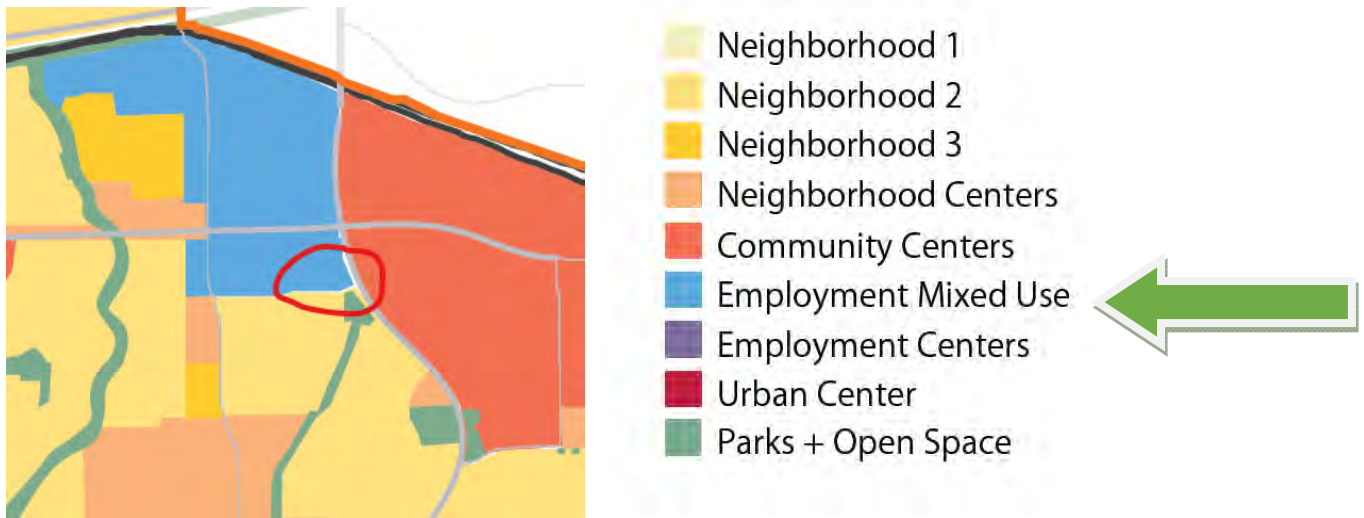 Neighborhood 1
Neighborhood 2
Neighborhood 3
Neighborhood Centers
Community Centers
Employment Mixed Use
Employment Centers
Urban Center
Parks + Open Space